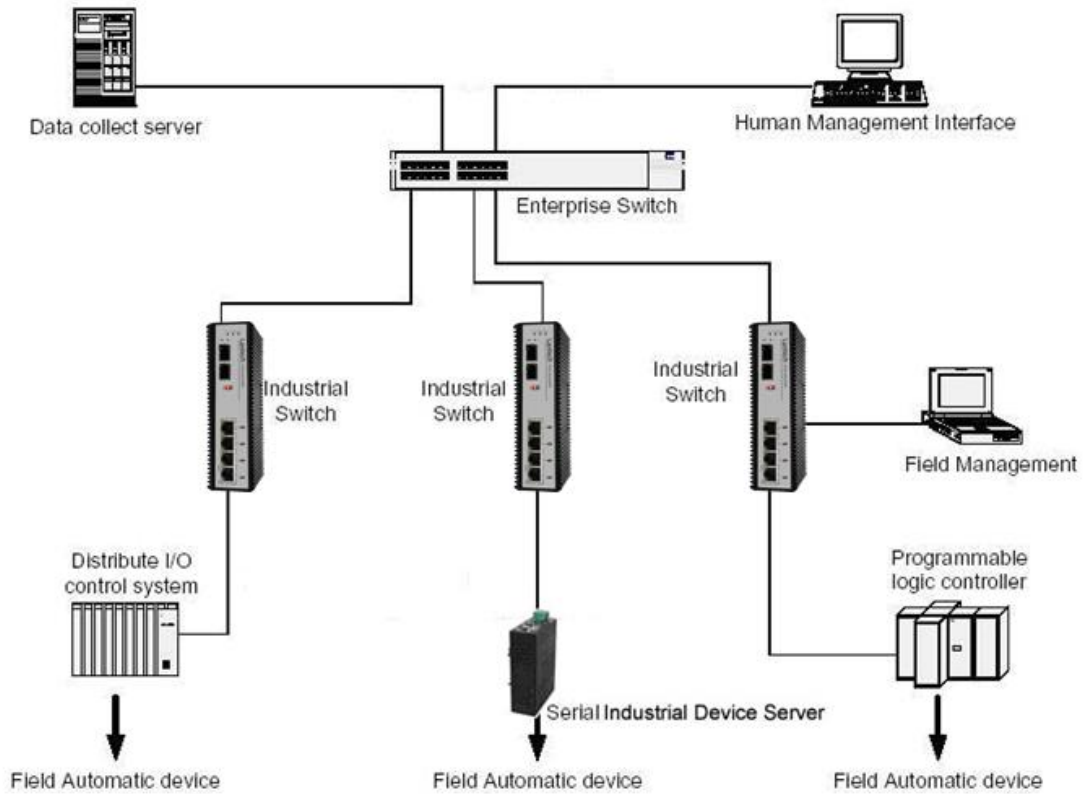 Data collect server
Human Management Interface
Enterprise Switch
Industrial
Switch
Industrial
Switch
Industrial
Switch
Field Management
Distribute I/O
control system
Programmable
logic controller
Serial Industrial Device Server
Field Automatic device
Field Automatic device
Field Automatic device